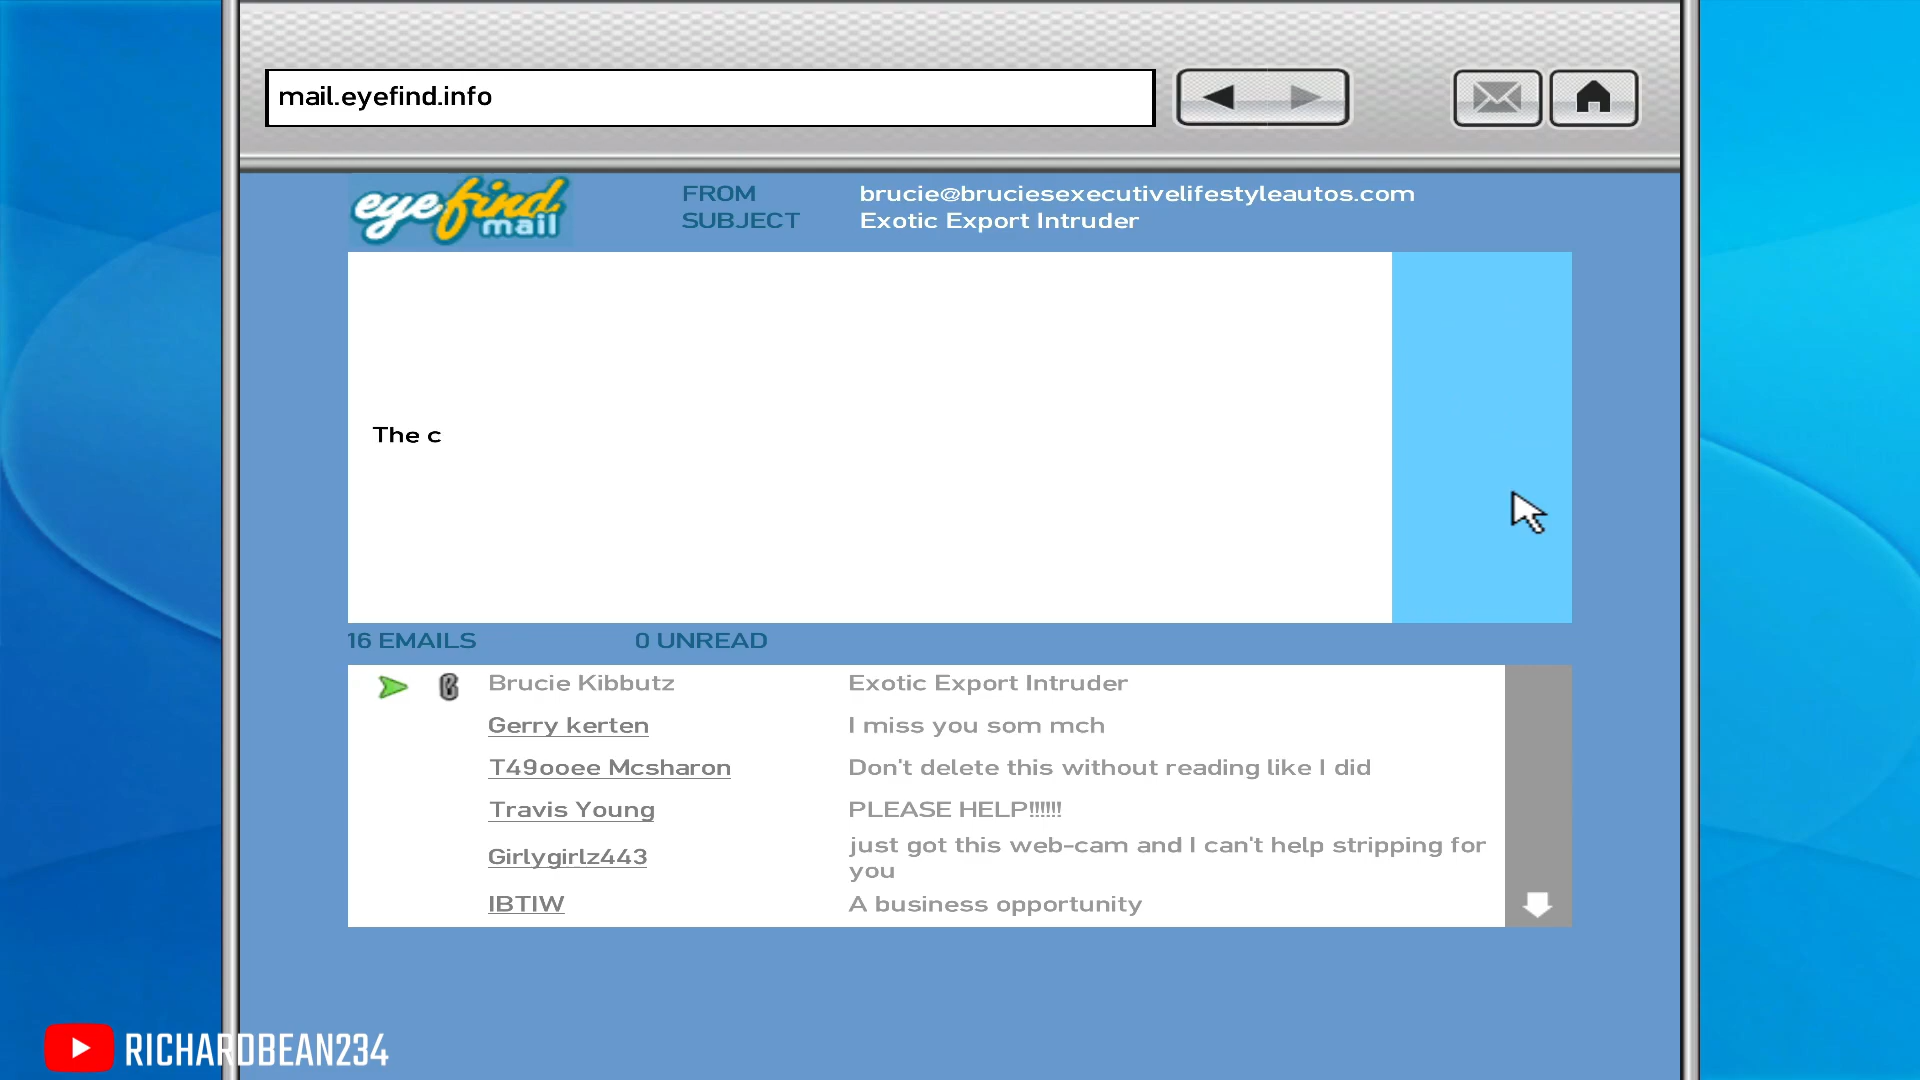 mail.eyefind.info
eyefind mail
FROM brucie@bruciesexecutivelifestyleautos.com
SUBJECT Exotic Export Intruder
The c
16 EMAILS 0 UNREAD
Brucie Kibbutz Exotic Export Intruder
Gerry kerten I miss you som mch
T49ooee Mcsharon Don't delete this without reading like I did
Travis Young PLEASE HELP!!!!!!
Girlygirlz443 just got this web-cam and I can't help stripping for
you
IBTIW A business opportunity
RICHARDBEAN234